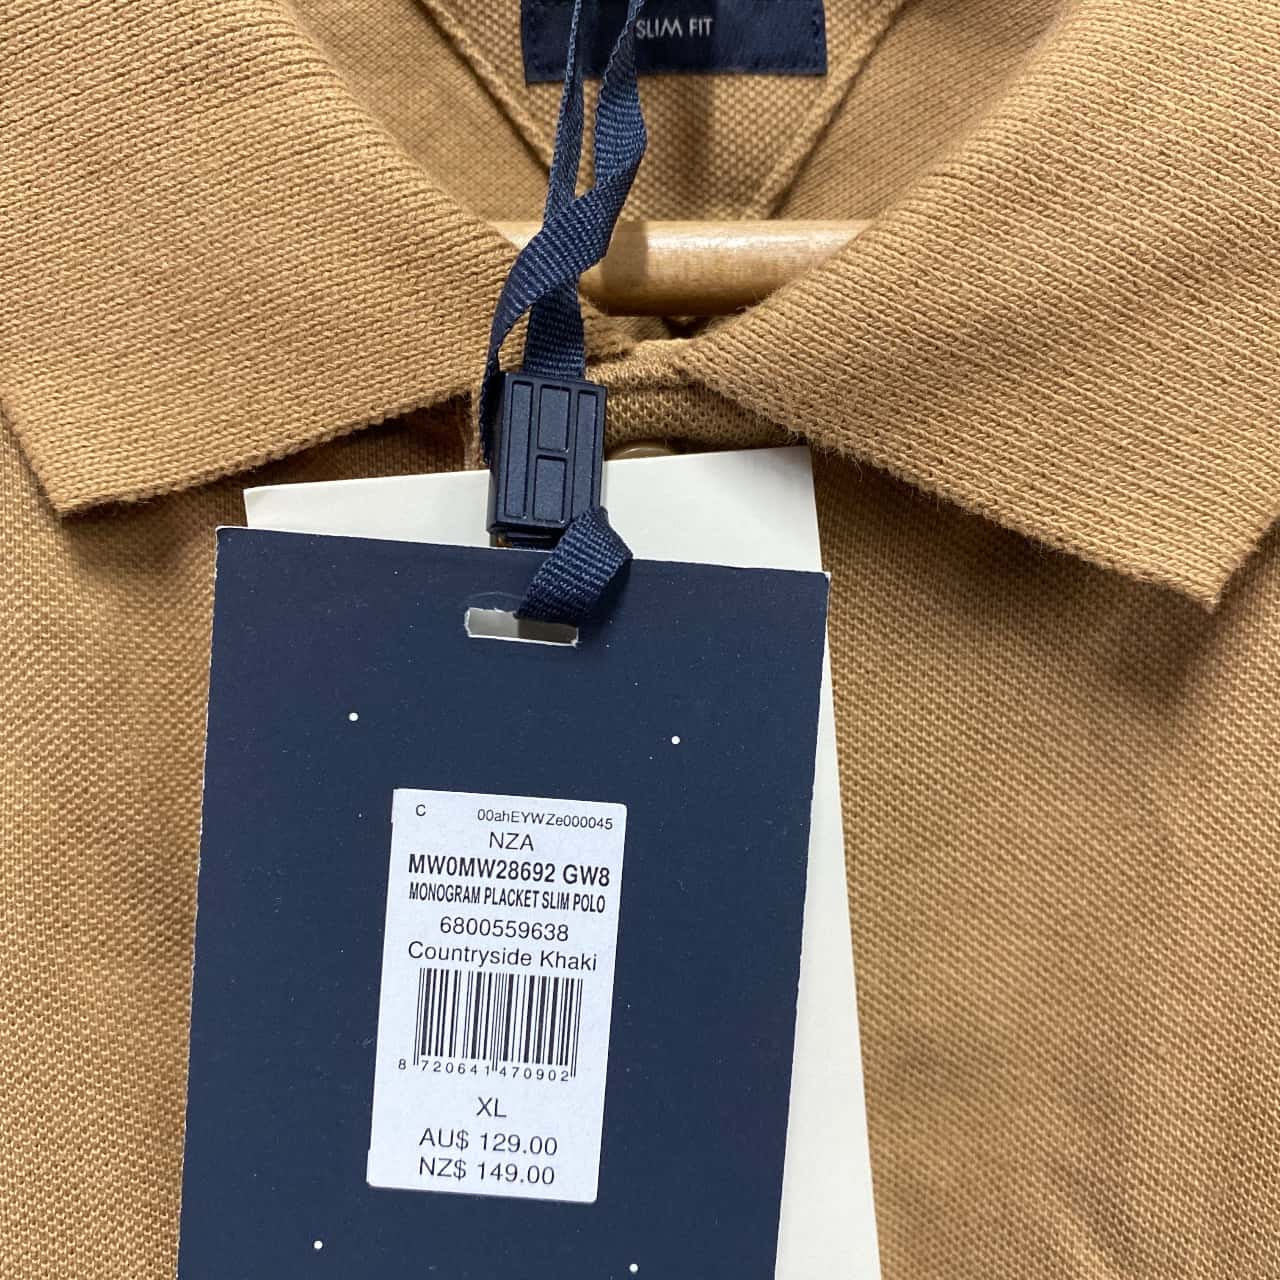 SLIM FIT
C 00ahEYWZe000045
NZA
MW0MW28692 GW8
MONOGRAM PLACKET SLIM POLO
6800559638
Countryside Khaki
8 720641 470902
XL
AU$ 129.00
NZ$ 149.00